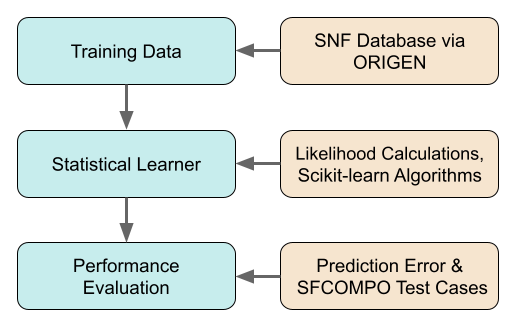 Training Data
SNF Database via
ORIGEN
Statistical Learner
Likelihood Calculations,
Scikit-learn Algorithms
Performance
Evaluation
Prediction Error &
SFCOMPO Test Cases